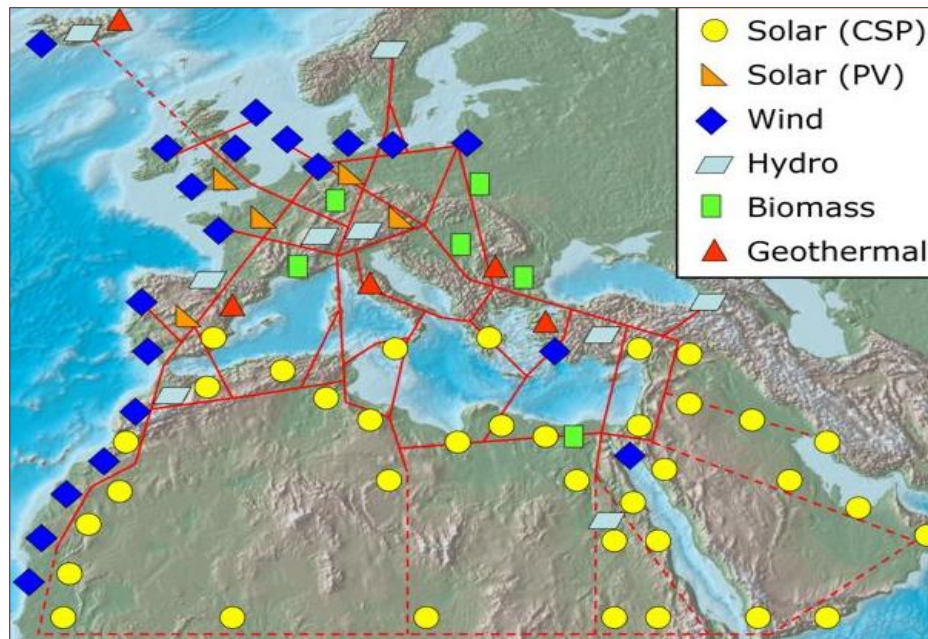 Solar (CSP)
Solar (PV)
Wind
Hydro
Biomass
Geothermal